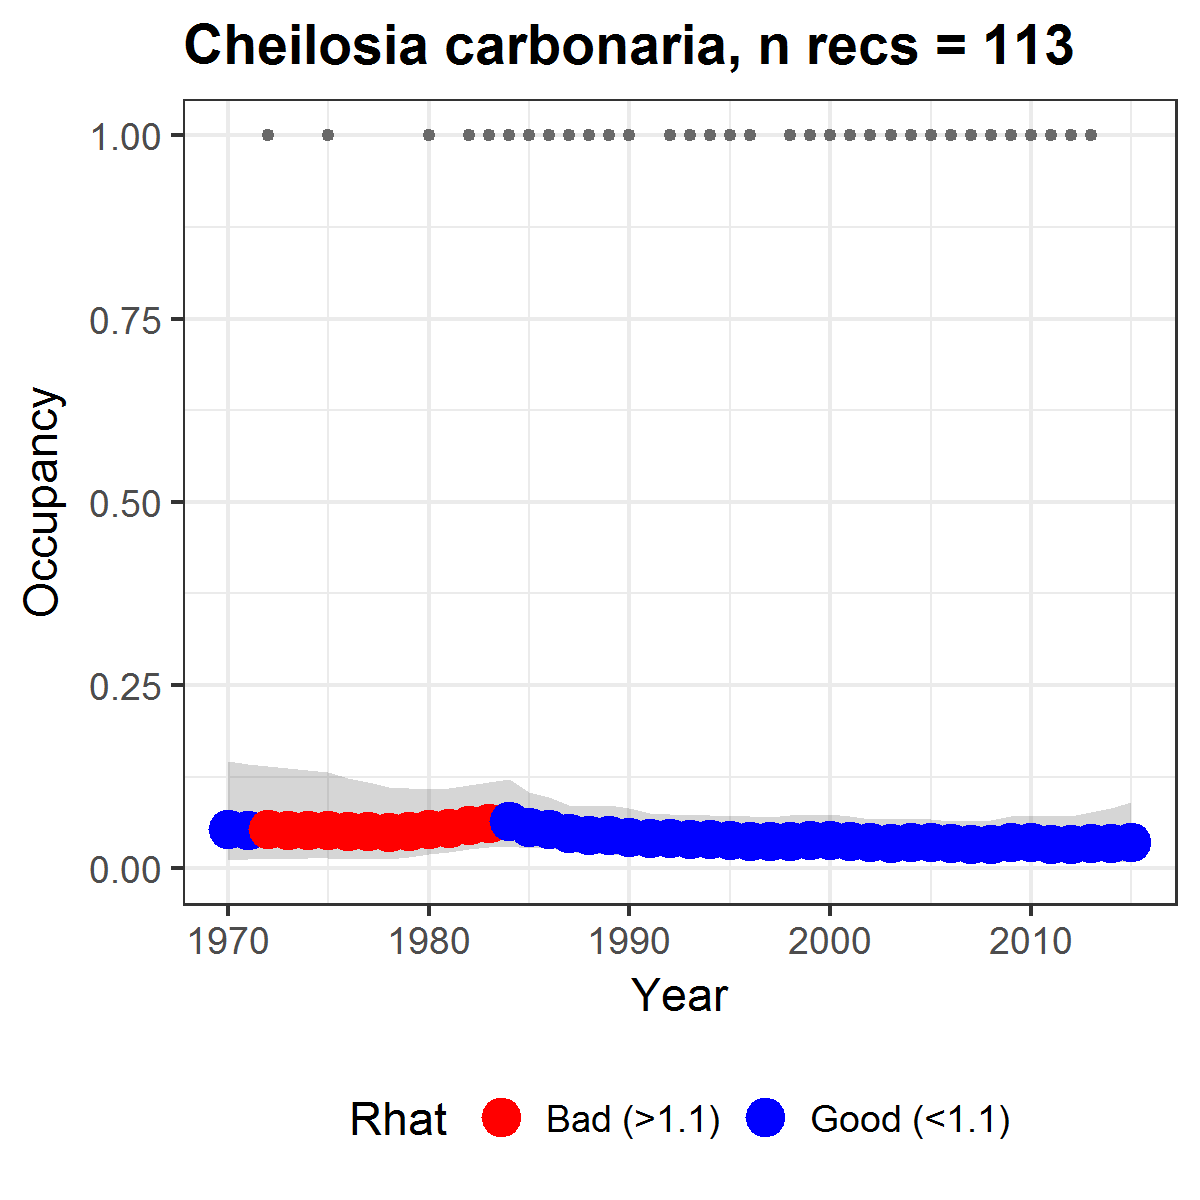 Cheilosia carbonaria, n recs = 113
1.00
0.75
0.50
0.25
0.00
Occupancy
1970 1980 1990 2000 2010
Year
Rhat Bad (>1.1) Good (<1.1)